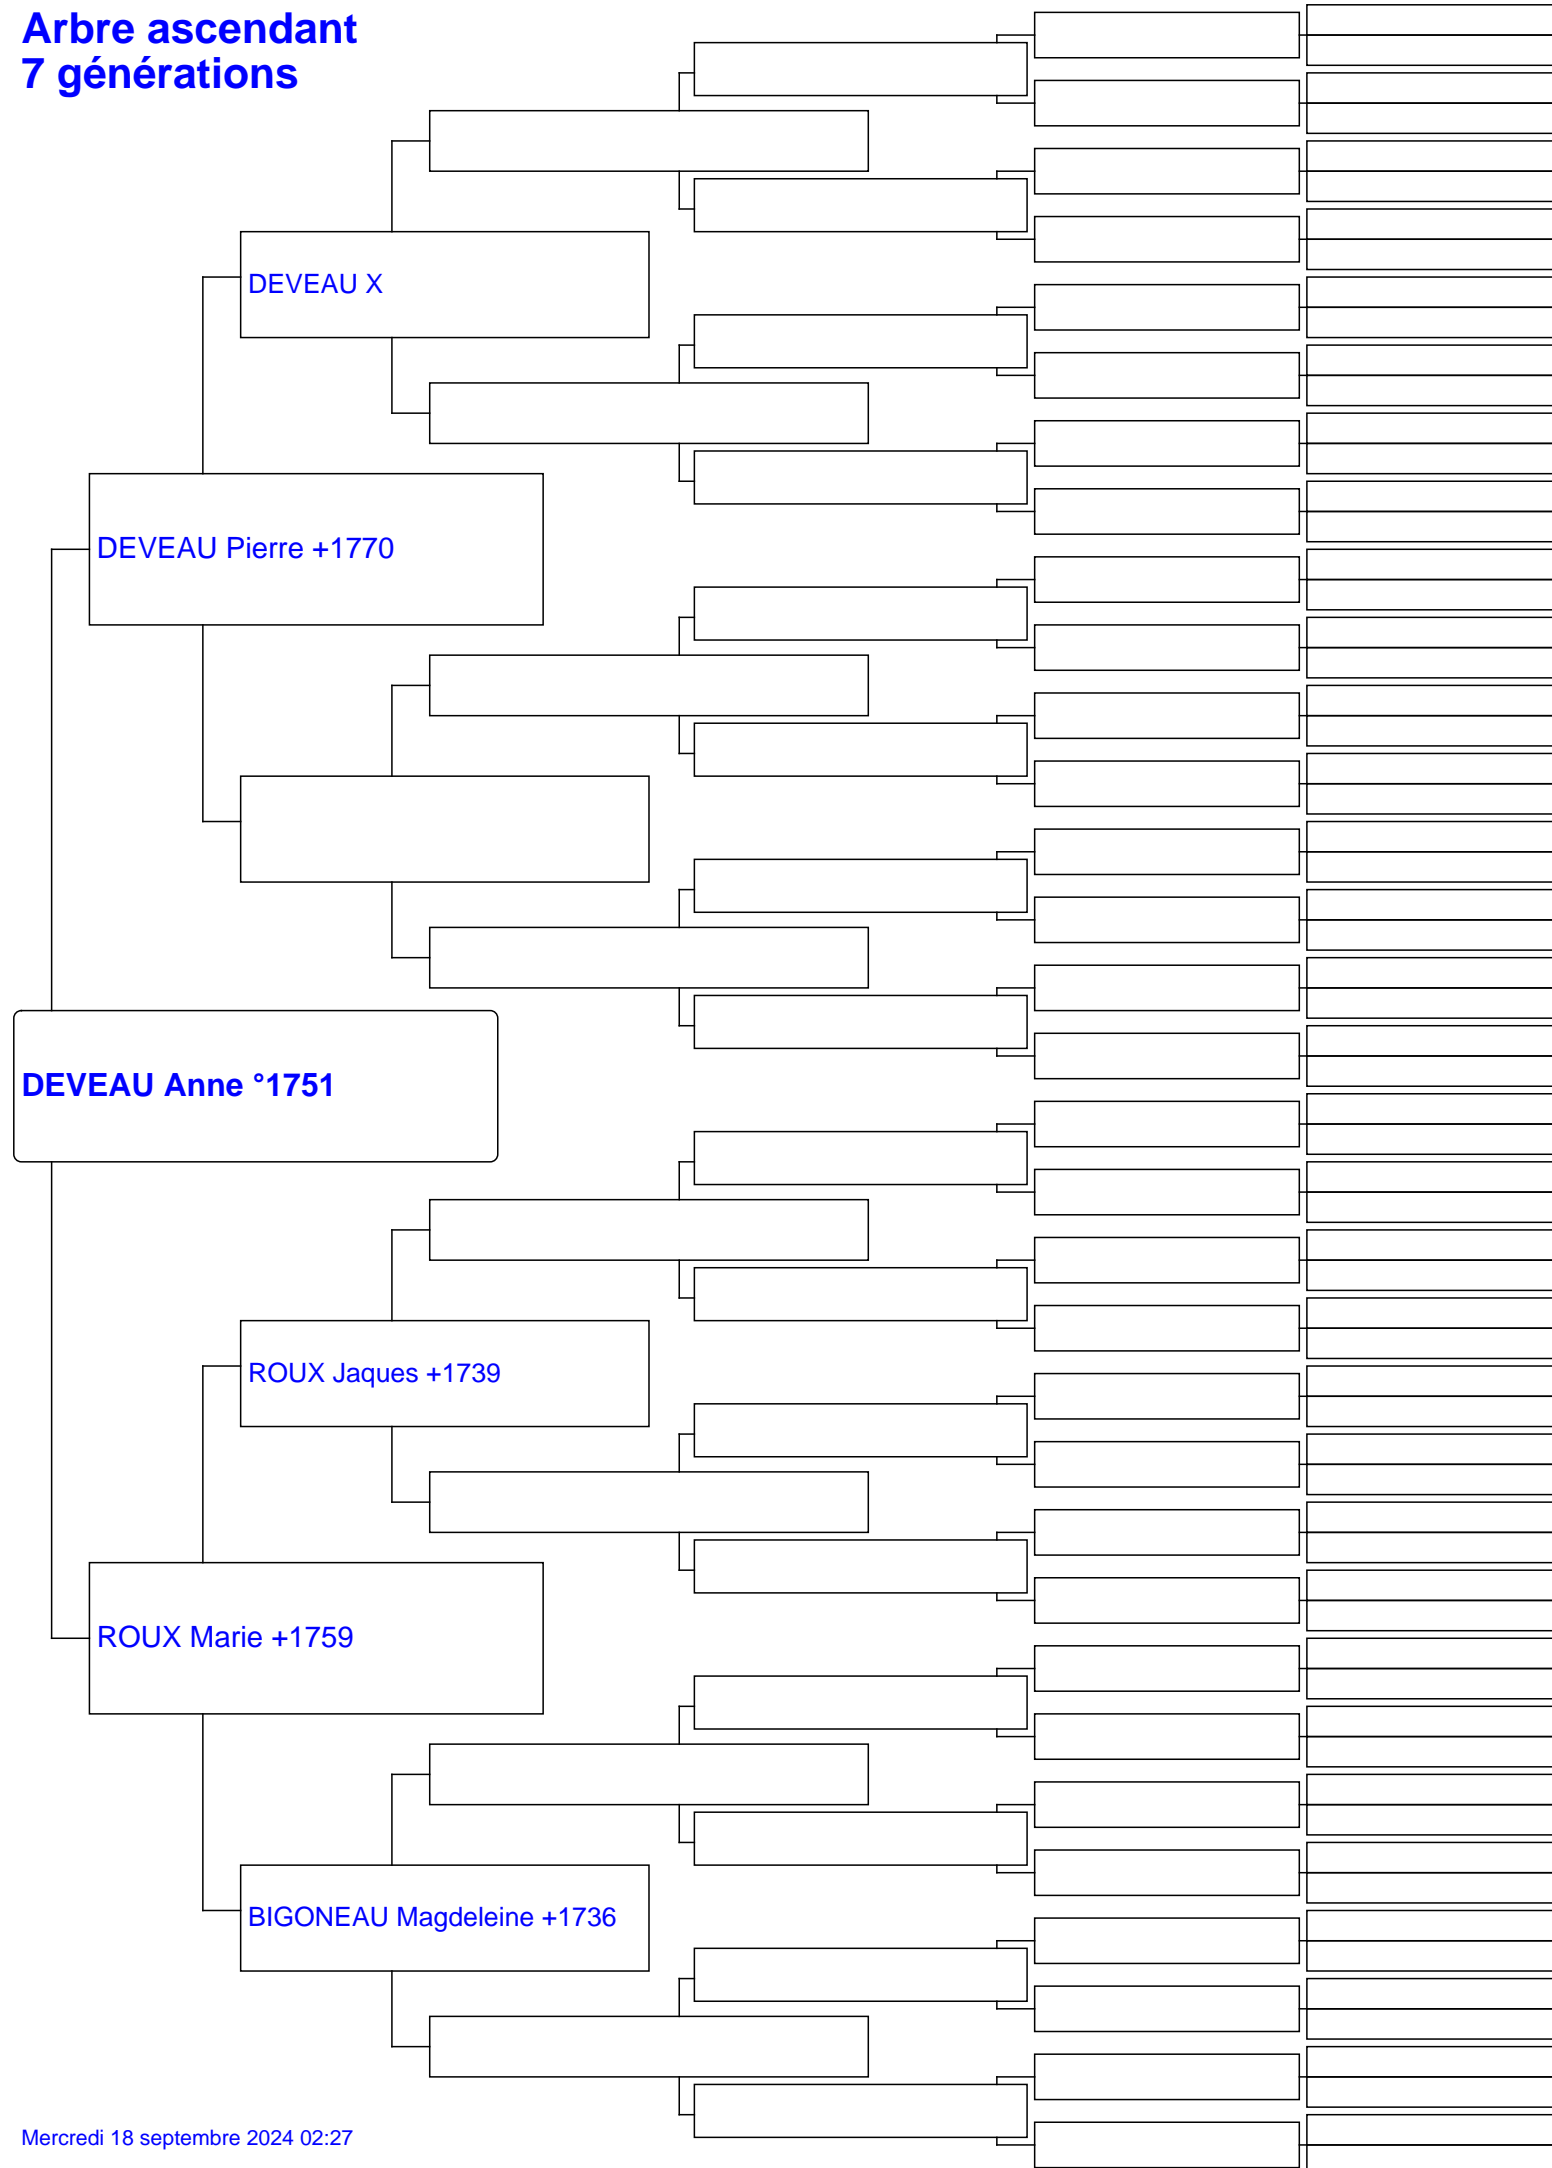 Arbre ascendant
7 générations
DEVEAU X
DEVEAU Pierre +1770
DEVEAU Anne °1751
ROUX Jaques +1739
ROUX Marie +1759
BIGONEAU Magdeleine +1736
Mercredi 18 septembre 2024 02:27